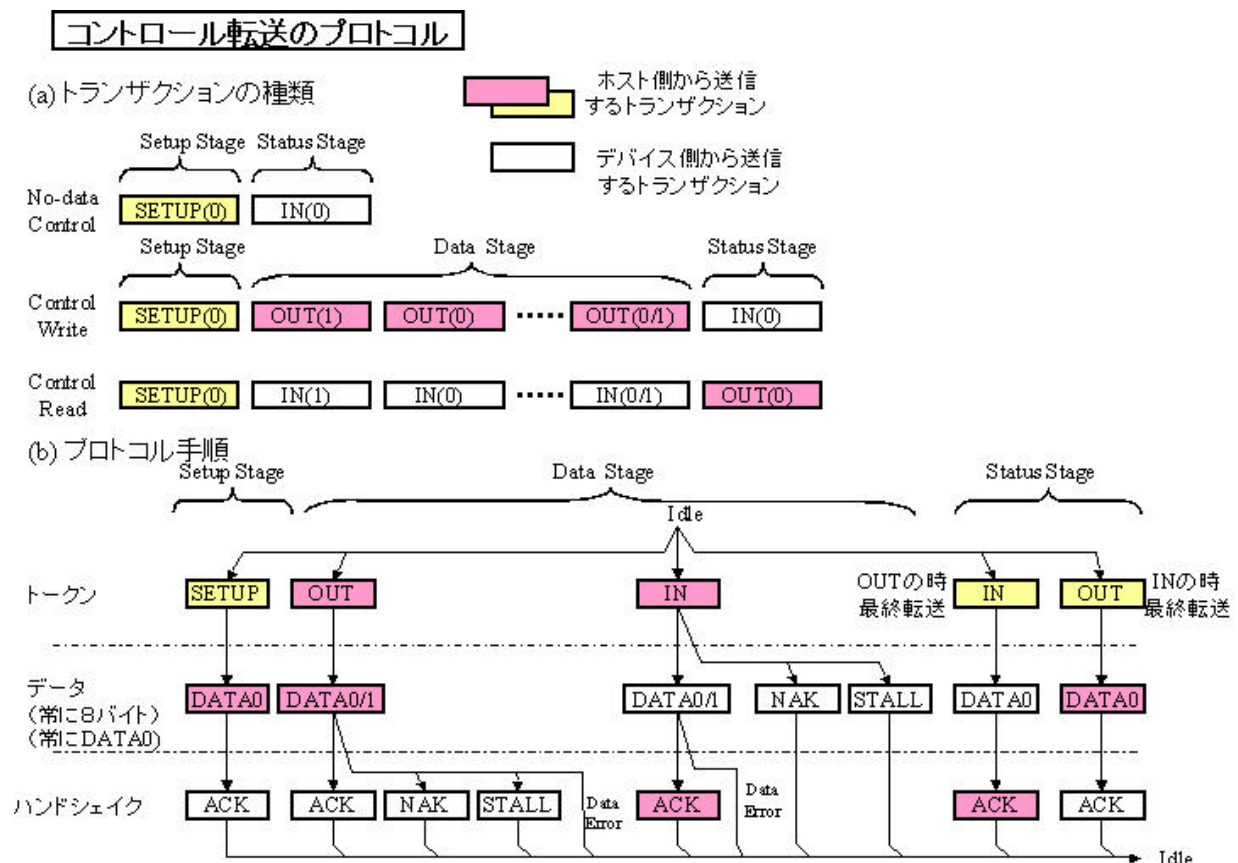 コントロール転送のプロトコル
(a)トランザクションの種類
ホスト側から送信
するトランザクション
デバイス側から送信
するトランザクション
Setup Stage Status Stage
No-data
Control
SETUP(0) IN(0)
Setup Stage Data Stage Status Stage
Control
Write
SETUP(0) OUT(1) OUT(0) ••••• OUT(0/1) IN(0)
Control
Read
SETUP(0) IN(1) IN(0) ••••• IN(0/1) OUT(0)
(b)プロトコル手順
Setup Stage Data Stage Status Stage
Idle
トークン
SETUP OUT IN
OUTの時
最終転送
IN OUT
INの時
最終転送
データ
(常に8バイト)
(常にDATA0)
DATA0 DATA0/1 DATA0/1 NAK STALL DATA0 DATA0
ハンドシェイク
ACK ACK NAK STALL
Data
Error
ACK
Data
Error
ACK ACK
Idle